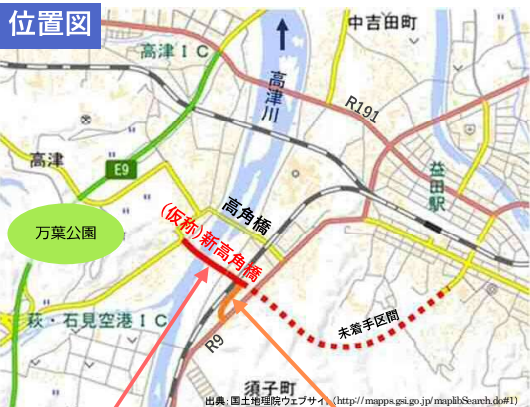 位置図
中吉田町
高津IC
高津川
R191
高津
E9
益田駅
高角橋
万葉公園
(仮称)新高角橋
萩・石見空港IC
未着手区間
R9
須子町
出典:国土地理院ウェブサイト(http://mapps.gsi.go.jp/maplibSearch.do#1)